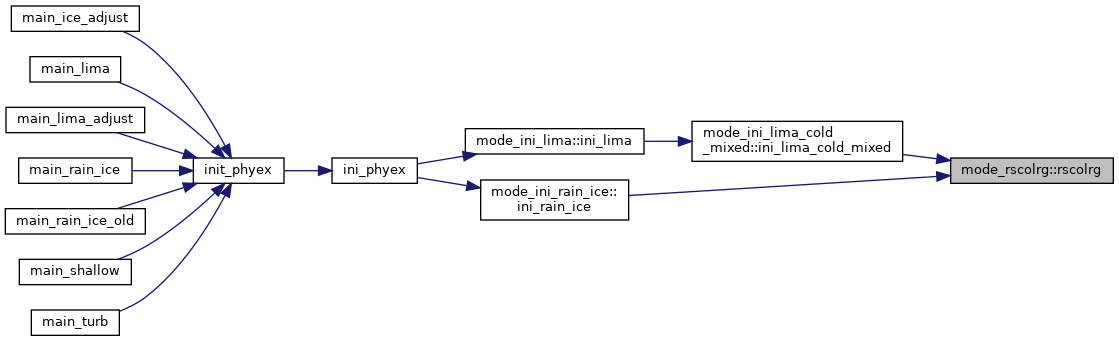 main_ice_adjust
main_lima
main_lima_adjust
main_rain_ice
main_rain_ice_old
main_shallow
main_turb
init_phyex
ini_phyex
mode_ini_lima::ini_lima
mode_ini_rain_ice::
ini_rain_ice
mode_ini_lima_cold
_mixed::ini_lima_cold_mixed
mode_rscolrg::rscolrg